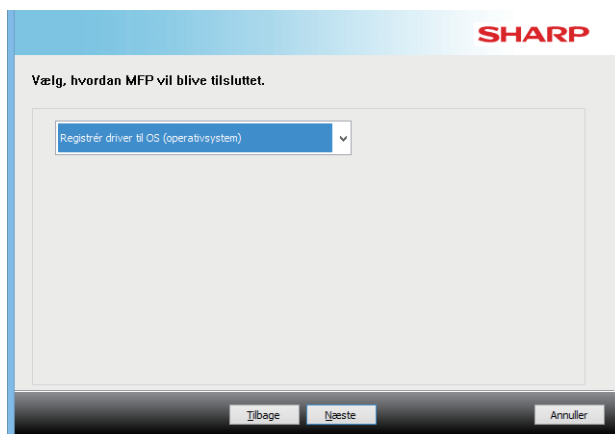 SHARP
Vælg, hvordan MFP vil blive tilsluttet.
Registrér driver til OS (operativsystem)
Tilbage
Næste
Annuller